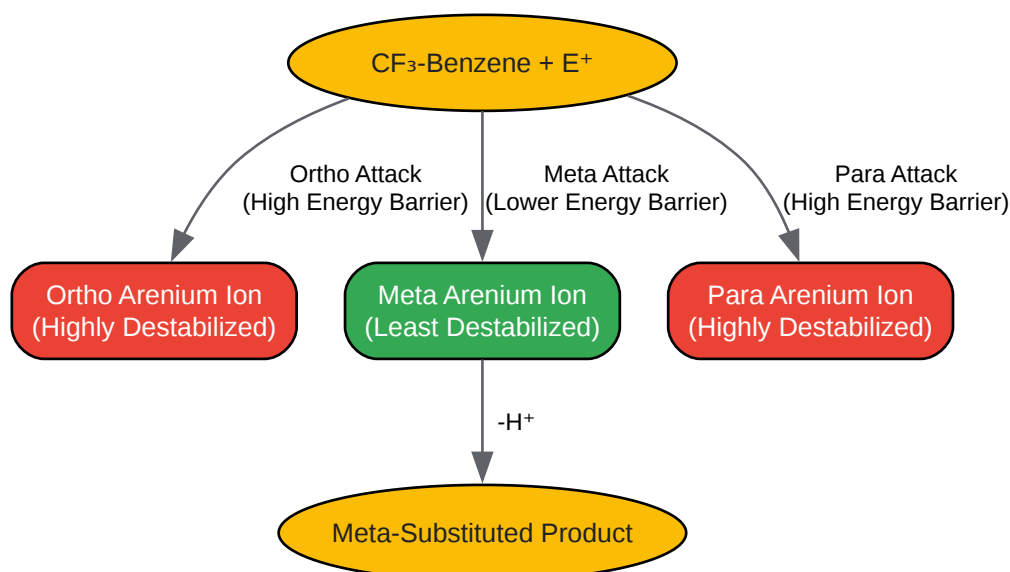 CF₃-Benzene + E⁺
Ortho Attack
(High Energy Barrier)
Meta Attack
(Lower Energy Barrier)
Para Attack
(High Energy Barrier)
Ortho Arenium Ion
(Highly Destabilized)
Meta Arenium Ion
(Least Destabilized)
Para Arenium Ion
(Highly Destabilized)
-H⁺
Meta-Substituted Product